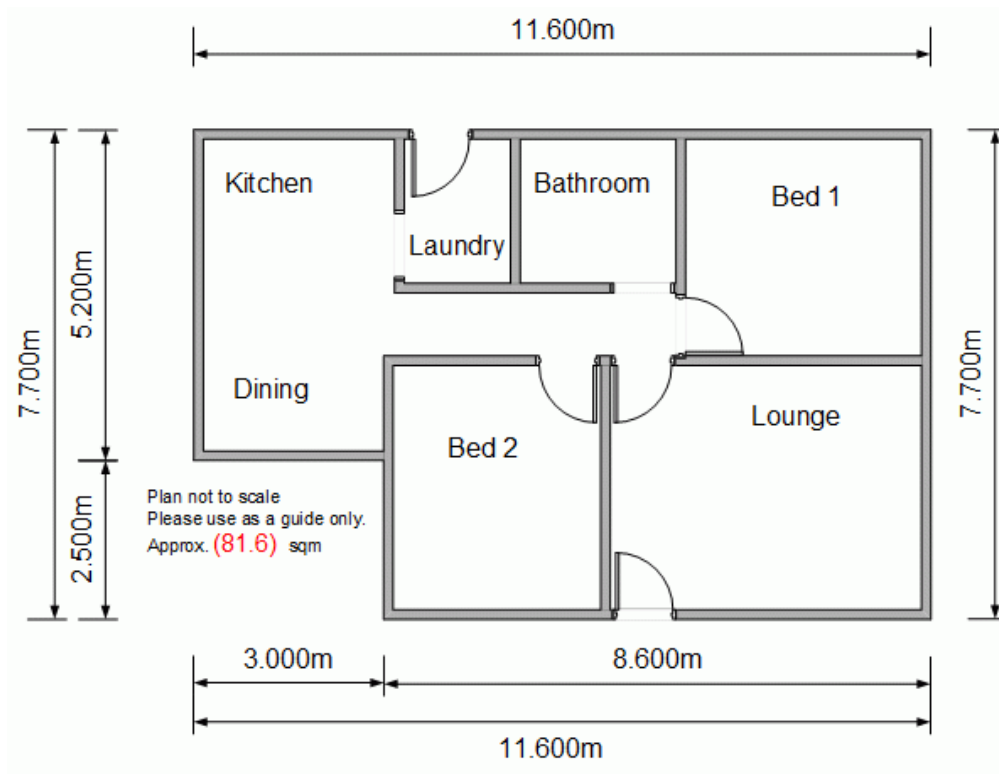 11.600m
Kitchen
Bathroom
Bed 1
Laundry
5.200m
7.700m
7.700m
Dining
Lounge
Bed 2
Plan not to scale
Please use as a guide only.
Approx. (81.6) sqm
2.500m
3.000m
8.600m
11.600m